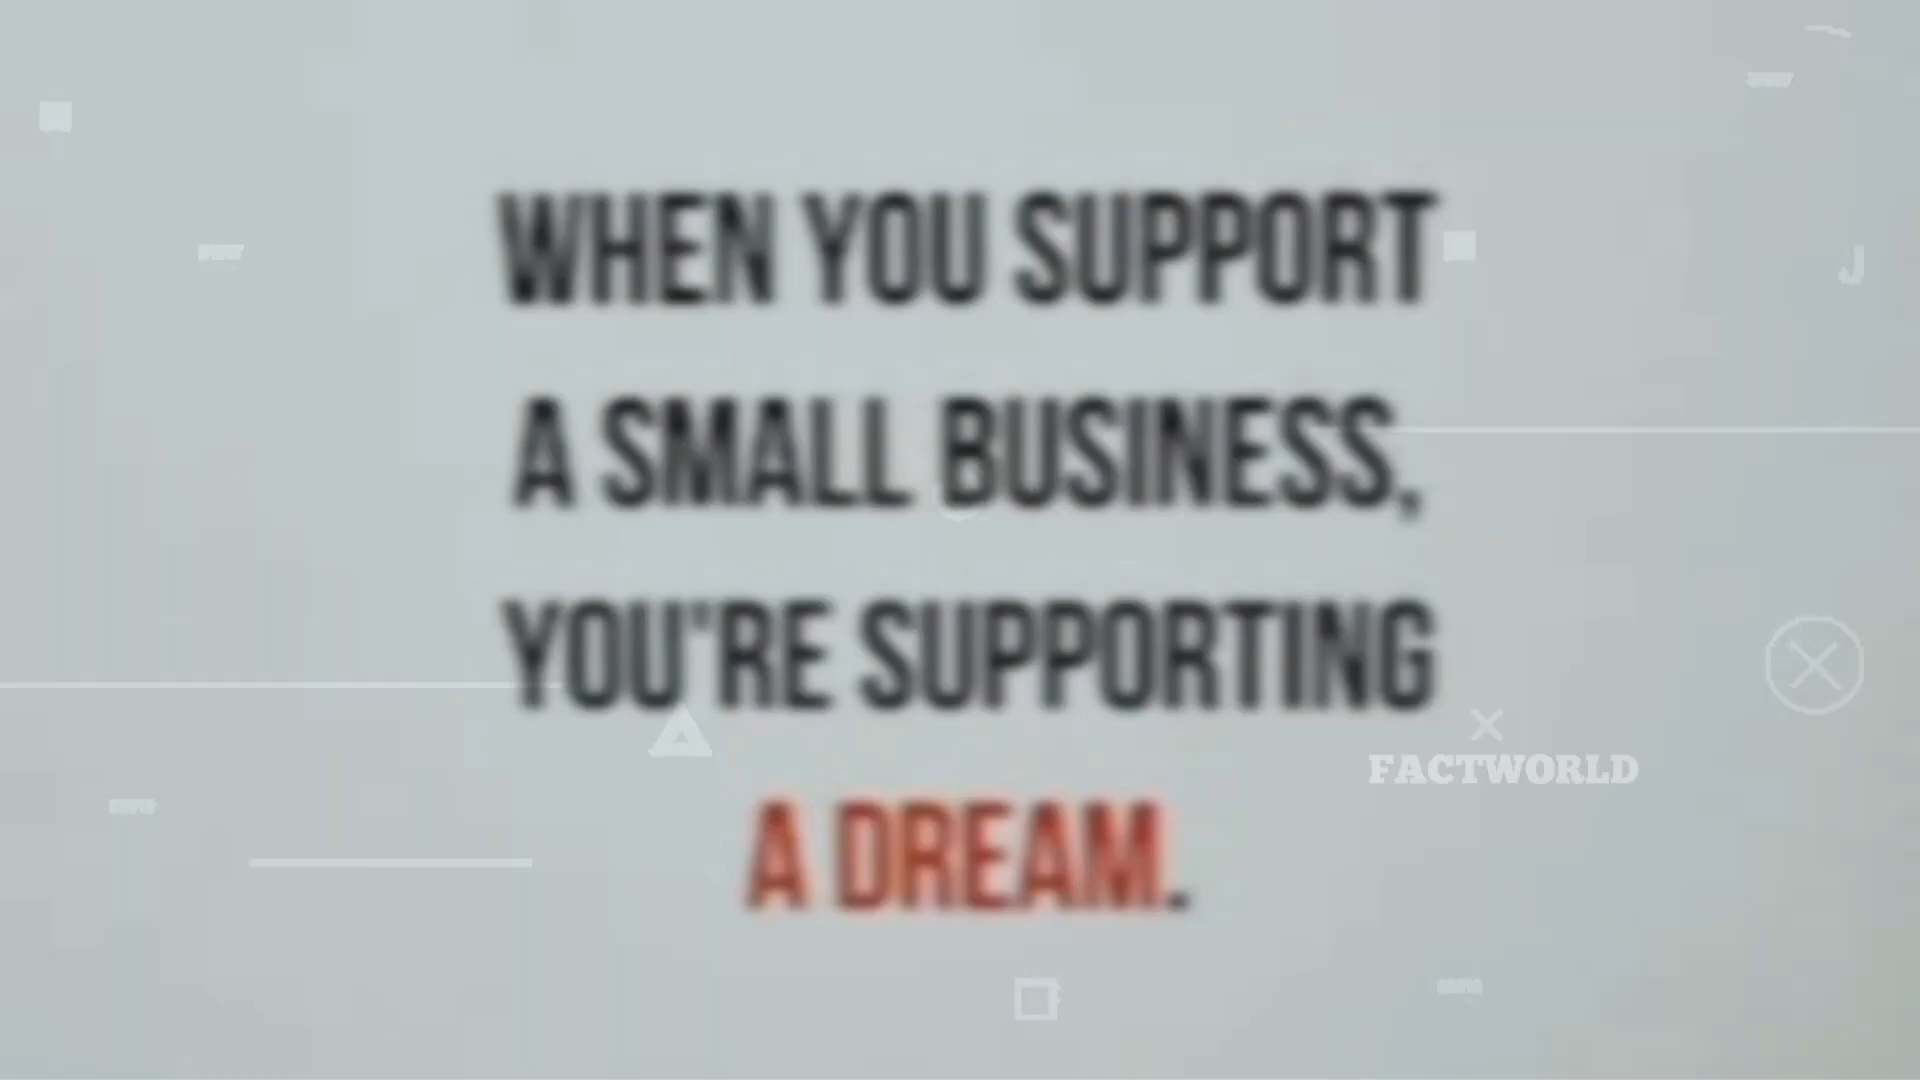 WHEN YOU SUPPORT
A SMALL BUSINESS,
YOU'RE SUPPORTING
FACTWORLD
A DREAM.